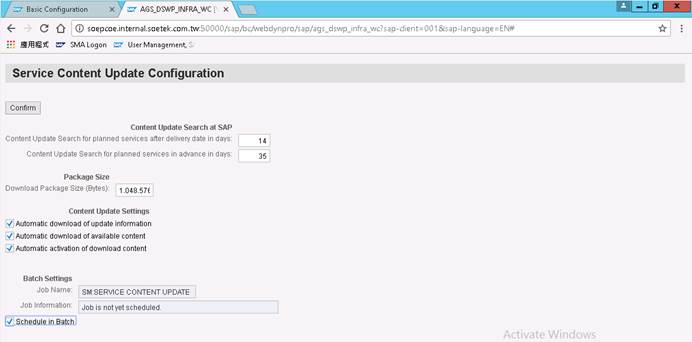 Basic Configuration
AGS_DSWP_INFRA_WC
soepcoe.internal.soetek.com.tw:50000/sap/bc/webdynpro/sap/ags_dswp_infra_wc?sap-client=001&sap-language=EN#
應用程式 SMA Logon User Management, S
Service Content Update Configuration
Confirm
Content Update Search at SAP
Content Update Search for planned services after delivery date in days: 14
Content Update Search for planned services in advance in days: 35
Package Size
Download Package Size (Bytes): 1.048.576
Content Update Settings
Automatic download of update information
Automatic download of available content
Automatic activation of download content
Batch Settings
Job Name: SM:SERVICE CONTENT UPDATE
Job Information: Job is not yet scheduled.
Schedule in Batch
Activate Windows